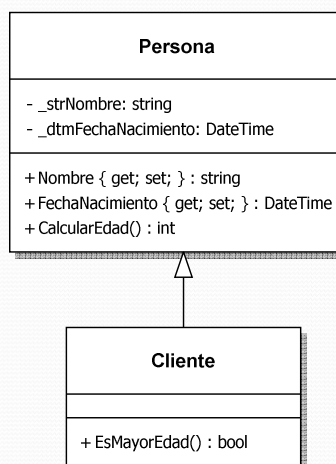 Persona
- _strNombre: string
- _dtmFechaNacimiento: DateTime
+ Nombre { get; set; } : string
+ FechaNacimiento { get; set; } : DateTime
+ CalcularEdad() : int
Cliente
+ EsMayorEdad() : bool